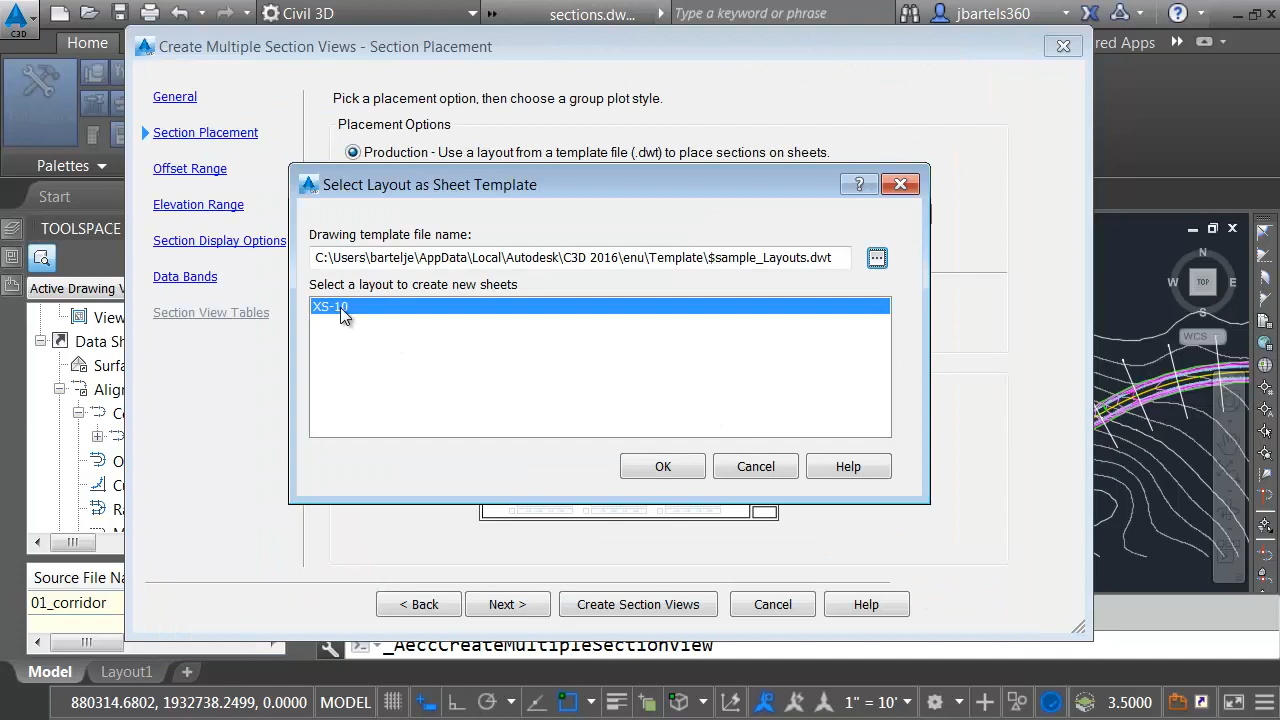 C3D
Civil 3D
sections.dw...
Type a keyword or phrase
jbartels360
Home
Create Multiple Section Views - Section Placement
red Apps
General
Section Placement
Offset Range
Elevation Range
Section Display Options
Data Bands
Section View Tables
Pick a placement option, then choose a group plot style.
Placement Options
Production - Use a layout from a template file (.dwt) to place sections on sheets.
Palettes
Start
TOOLSPACE
Active Drawing V
View
Data Sh
Surfa
Align
Ce
O
Cu
Ra
M
Source File Na
01_corridor
Select Layout as Sheet Template
Drawing template file name:
C:\Users\bartelje\AppData\Local\Autodesk\C3D 2016\enu\Template\$sample_Layouts.dwt
...
Select a layout to create new sheets
XS-10
OK
Cancel
Help
N
W
TOP
E
S
WCS
< Back
Next >
Create Section Views
Cancel
Help
_AeccCreateMultipleSectionView
Model
Layout1
+
880314.6802, 1932738.2499, 0.0000
MODEL
1" = 10'
3.5000